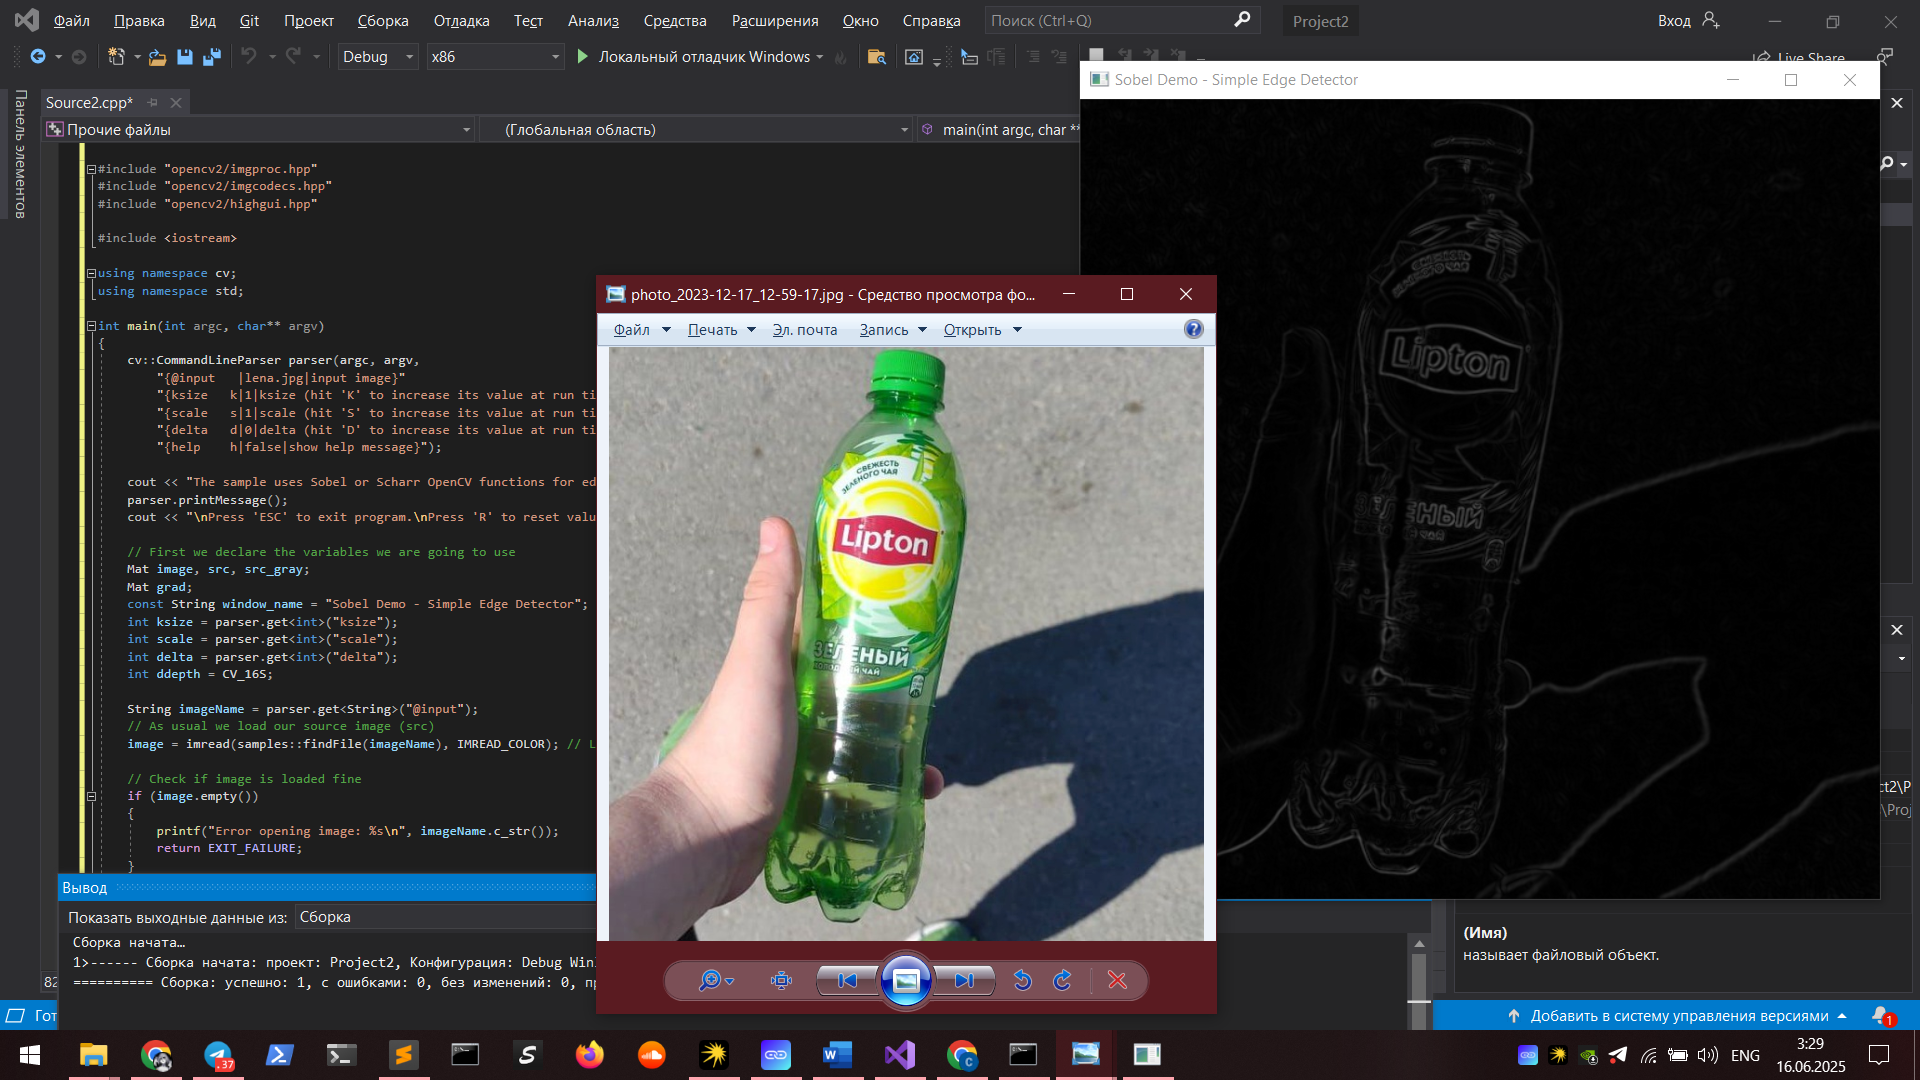 Файл Правка Вид Git Проект Сборка Отладка Тест Анализ Средства Расширения Окно Справка Поиск (Ctrl+Q) Project2 Вход
Debug x86 Локальный отладчик Windows Live Share
Панель элементов
Source2.cpp*
Прочие файлы (Глобальная область) main(int argc, char **
#include "opencv2/imgproc.hpp"
#include "opencv2/imgcodecs.hpp"
#include "opencv2/highgui.hpp"
#include <iostream>
using namespace cv;
using namespace std;
int main(int argc, char** argv)
{
cv::CommandLineParser parser(argc, argv,
"{@input |lena.jpg|input image}"
"{ksize k|1|ksize (hit 'K' to increase its value at run ti
"{scale s|1|scale (hit 'S' to increase its value at run ti
"{delta d|0|delta (hit 'D' to increase its value at run ti
"{help h|false|show help message}");
cout << "The sample uses Sobel or Scharr OpenCV functions for ed
parser.printMessage();
cout << "\nPress 'ESC' to exit program.\nPress 'R' to reset valu
// First we declare the variables we are going to use
Mat image, src, src_gray;
Mat grad;
const String window_name = "Sobel Demo - Simple Edge Detector";
int ksize = parser.get<int>("ksize");
int scale = parser.get<int>("scale");
int delta = parser.get<int>("delta");
int ddepth = CV_16S;
String imageName = parser.get<String>("@input");
// As usual we load our source image (src)
image = imread(samples::findFile(imageName), IMREAD_COLOR); // L
// Check if image is loaded fine
if (image.empty())
{
printf("Error opening image: %s\n", imageName.c_str());
return EXIT_FAILURE;
}
Вывод
Показать выходные данные из: Сборка
Сборка начата…
1>------ Сборка начата: проект: Project2, Конфигурация: Debug Win
========== Сборка: успешно: 1, с ошибками: 0, без изменений: 0, пр
82
Гот
photo_2023-12-17_12-59-17.jpg - Средство просмотра фо...
Файл Печать Эл. почта Запись Открыть
СВЕЖЕСТЬ
ЗЕЛЕНОГО ЧАЯ
Lipton
ЗЕЛЕНЫЙ
ХОЛОДНЫЙ ЧАЙ
Sobel Demo - Simple Edge Detector
Lipton
ЗЕЛЕНЫЙ
ct2\P
\Proj
(Имя)
называет файловый объект.
Добавить в систему управления версиями 1
37
ENG
3:29
16.06.2025